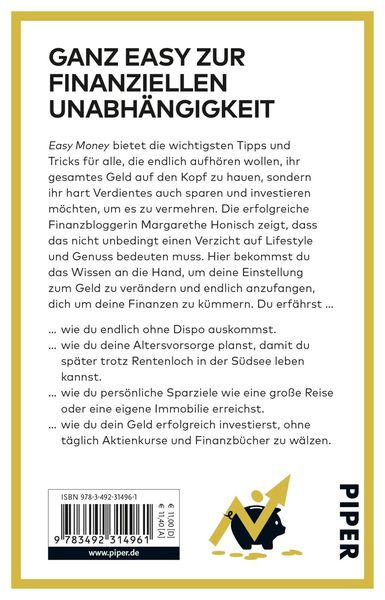 GANZ EASY ZUR
FINANZIELLEN
UNABHÄNGIGKEIT
Easy Money bietet die wichtigsten Tipps und
Tricks für alle, die endlich aufhören wollen, ihr
gesamtes Geld auf den Kopf zu hauen, sondern
ihr hart Verdientes auch sparen und investieren
möchten, um es zu vermehren. Die erfolgreiche
Finanzbloggerin Margarethe Honisch zeigt, dass
das nicht unbedingt einen Verzicht auf Lifestyle
und Genuss bedeuten muss. Hier bekommst du
das Wissen an die Hand, um deine Einstellung
zum Geld zu verändern und endlich anzufangen,
dich um deine Finanzen zu kümmern. Du erfährst ...
... wie du endlich ohne Dispo auskommst.
... wie du deine Altersvorsorge planst, damit du
später trotz Rentenloch in der Südsee leben
kannst.
... wie du persönliche Sparziele wie eine große Reise
oder eine eigene Immobilie erreichst.
... wie du dein Geld erfolgreich investierst, ohne
täglich Aktienkurse und Finanzbücher zu wälzen.
ISBN 978-3-492-31496-1
€ 11,00 [D]
€ 11,40 [A]
9 783492 314961
www.piper.de
PIPER